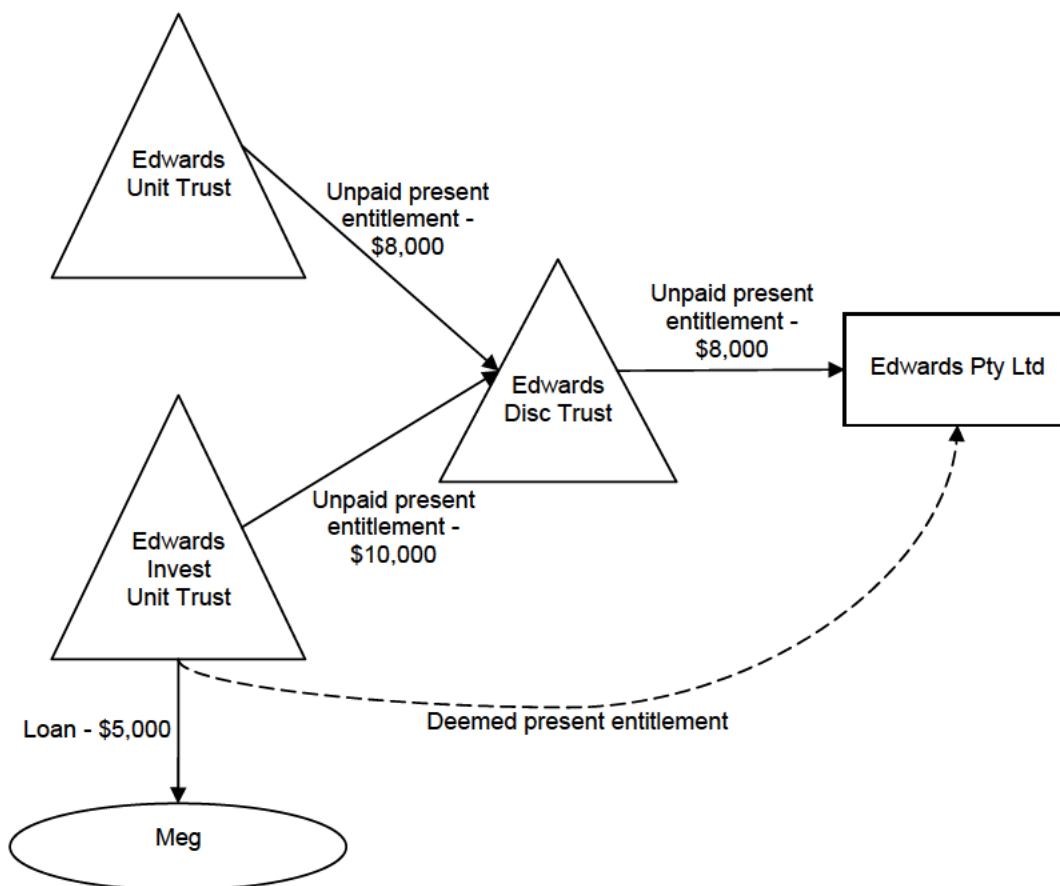 Edwards
Unit Trust
Unpaid present
entitlement -
$8,000
Unpaid present
entitlement -
$8,000
Edwards Pty Ltd
Edwards
Disc Trust
Unpaid present
entitlement -
$10,000
Edwards
Invest
Unit Trust
Deemed present entitlement
Loan - $5,000
Meg